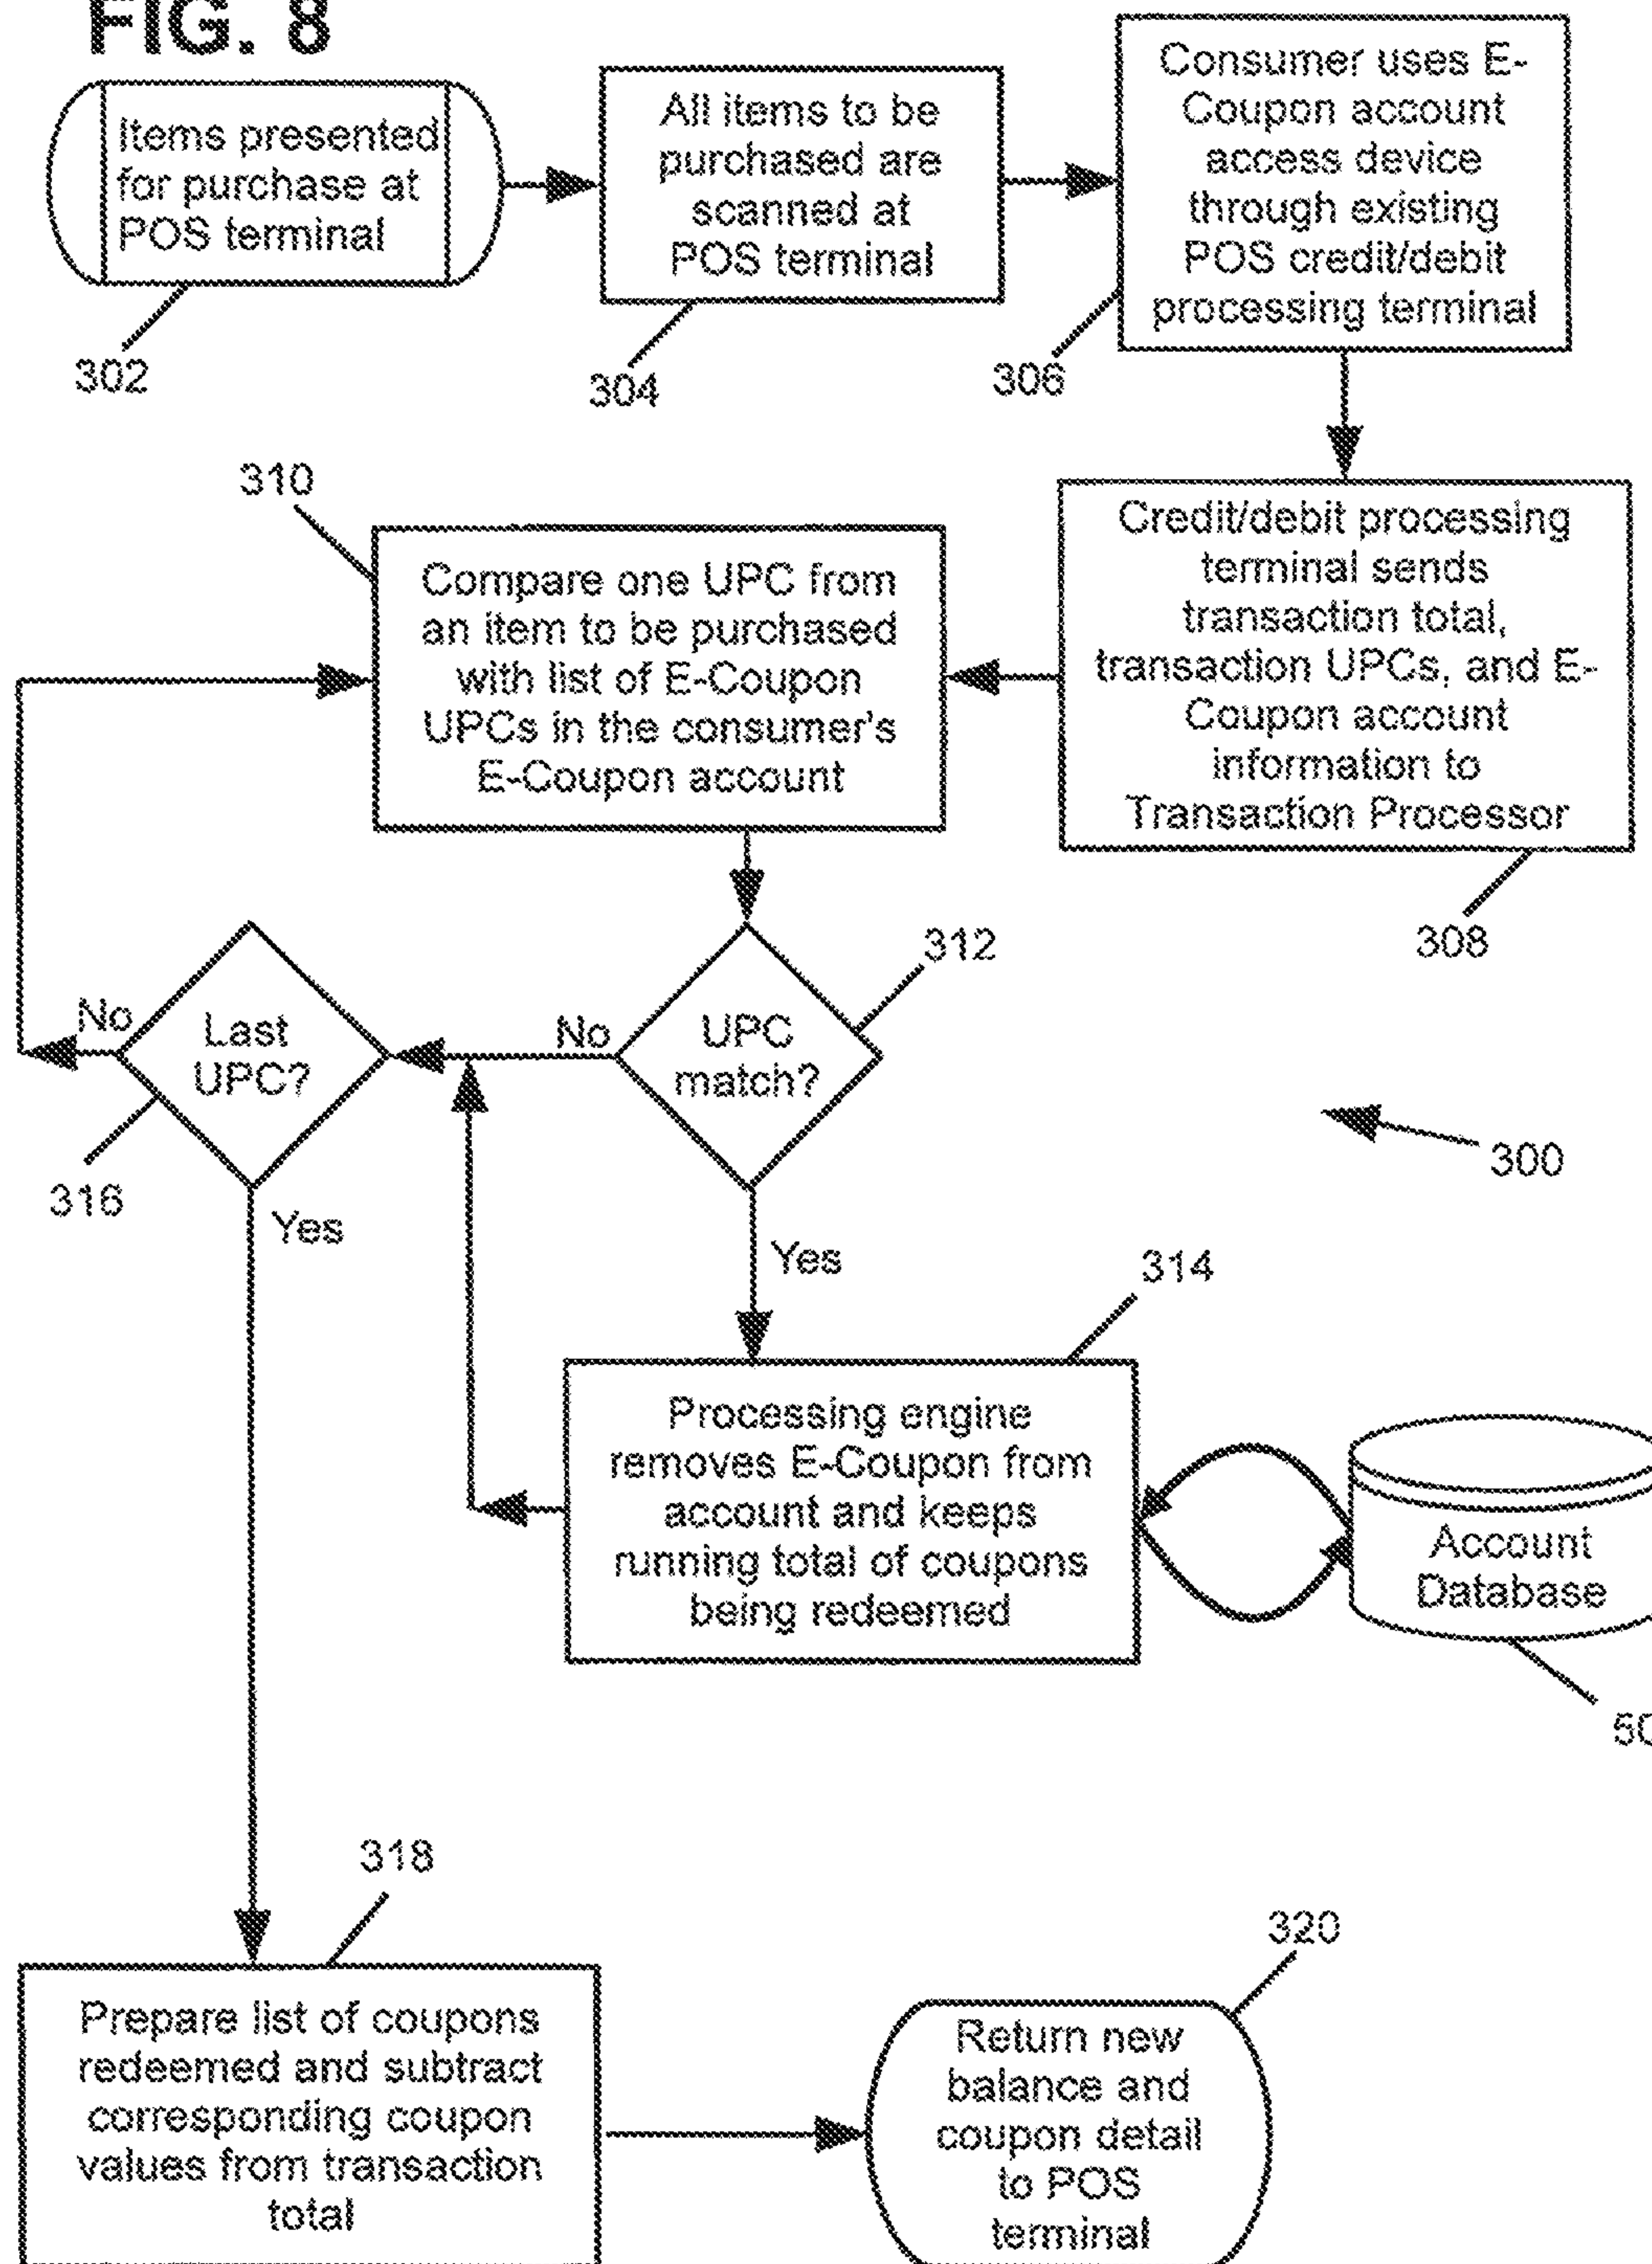 FIG. 8
Items presented
for purchase at
POS terminal
302
All items to be
purchased are
scanned at
POS terminal
304
Consumer uses E-
Coupon account
access device
through existing
POS credit/debit
processing terminal
306
Credit/debit processing
terminal sends
transaction total,
transaction UPCs, and E-
Coupon account
information to
Transaction Processor
308
310
Compare one UPC from
an item to be purchased
with list of E-Coupon
UPCs in the consumer's
E-Coupon account
312
UPC
match?
No
Yes
Last
UPC?
No
Yes
316
300
314
Processing engine
removes E-Coupon from
account and keeps
running total of coupons
being redeemed
Account
Database
318
Prepare list of coupons
redeemed and subtract
corresponding coupon
values from transaction
total
320
Return new
balance and
coupon detail
to POS
terminal